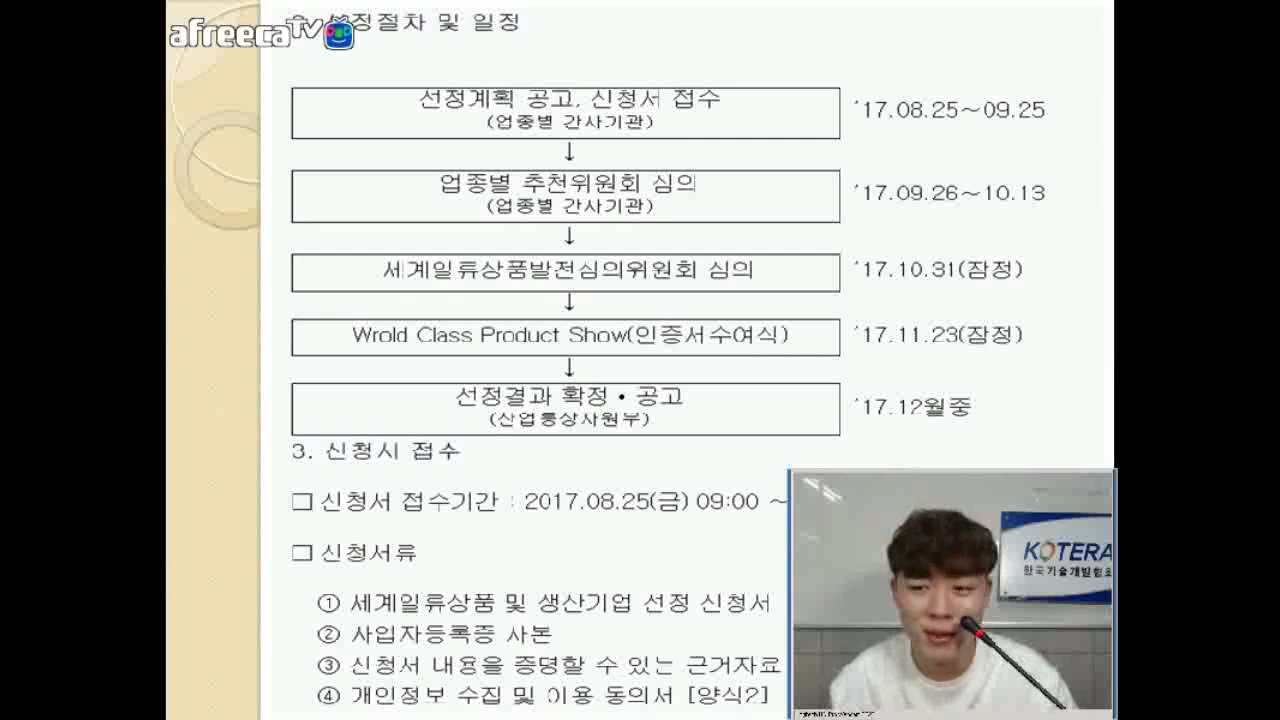 afreecaTV
선정절차 및 일정
선정계획 공고, 신청서 접수
(업종별 간사기관)
'17.08.25~09.25
↓
업종별 추천위원회 심의
(업종별 간사기관)
'17.09.26~10.13
↓
세계일류상품발전심의위원회 심의
'17.10.31(잠정)
↓
Wrold Class Product Show(인증서수여식)
'17.11.23(잠정)
↓
선정결과 확정·공고
(산업통상자원부)
'17.12월중
3. 신청시 접수
□ 신청서 접수기간 : 2017.08.25(금) 09:00 ~
□ 신청서류
① 세계일류상품 및 생산기업 선정 신청서
② 사업자등록증 사본
③ 신청서 내용을 증명할 수 있는 근거자료
④ 개인정보 수집 및 이용 동의서 [양식2]
KOTERA
한국기술개발협회